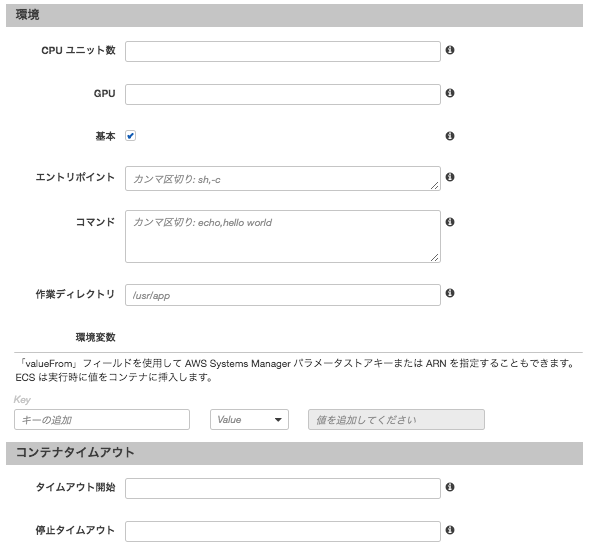 環境
CPU ユニット数
GPU
基本
エントリポイント
カンマ区切り: sh,-c
コマンド
カンマ区切り: echo,hello world
作業ディレクトリ
/usr/app
環境変数
「valueFrom」フィールドを使用して AWS Systems Manager パラメータストアキーまたは ARN を指定することもできます。
ECS は実行時に値をコンテナに挿入します。
Key
キーの追加
Value
値を追加してください
コンテナタイムアウト
タイムアウト開始
停止タイムアウト